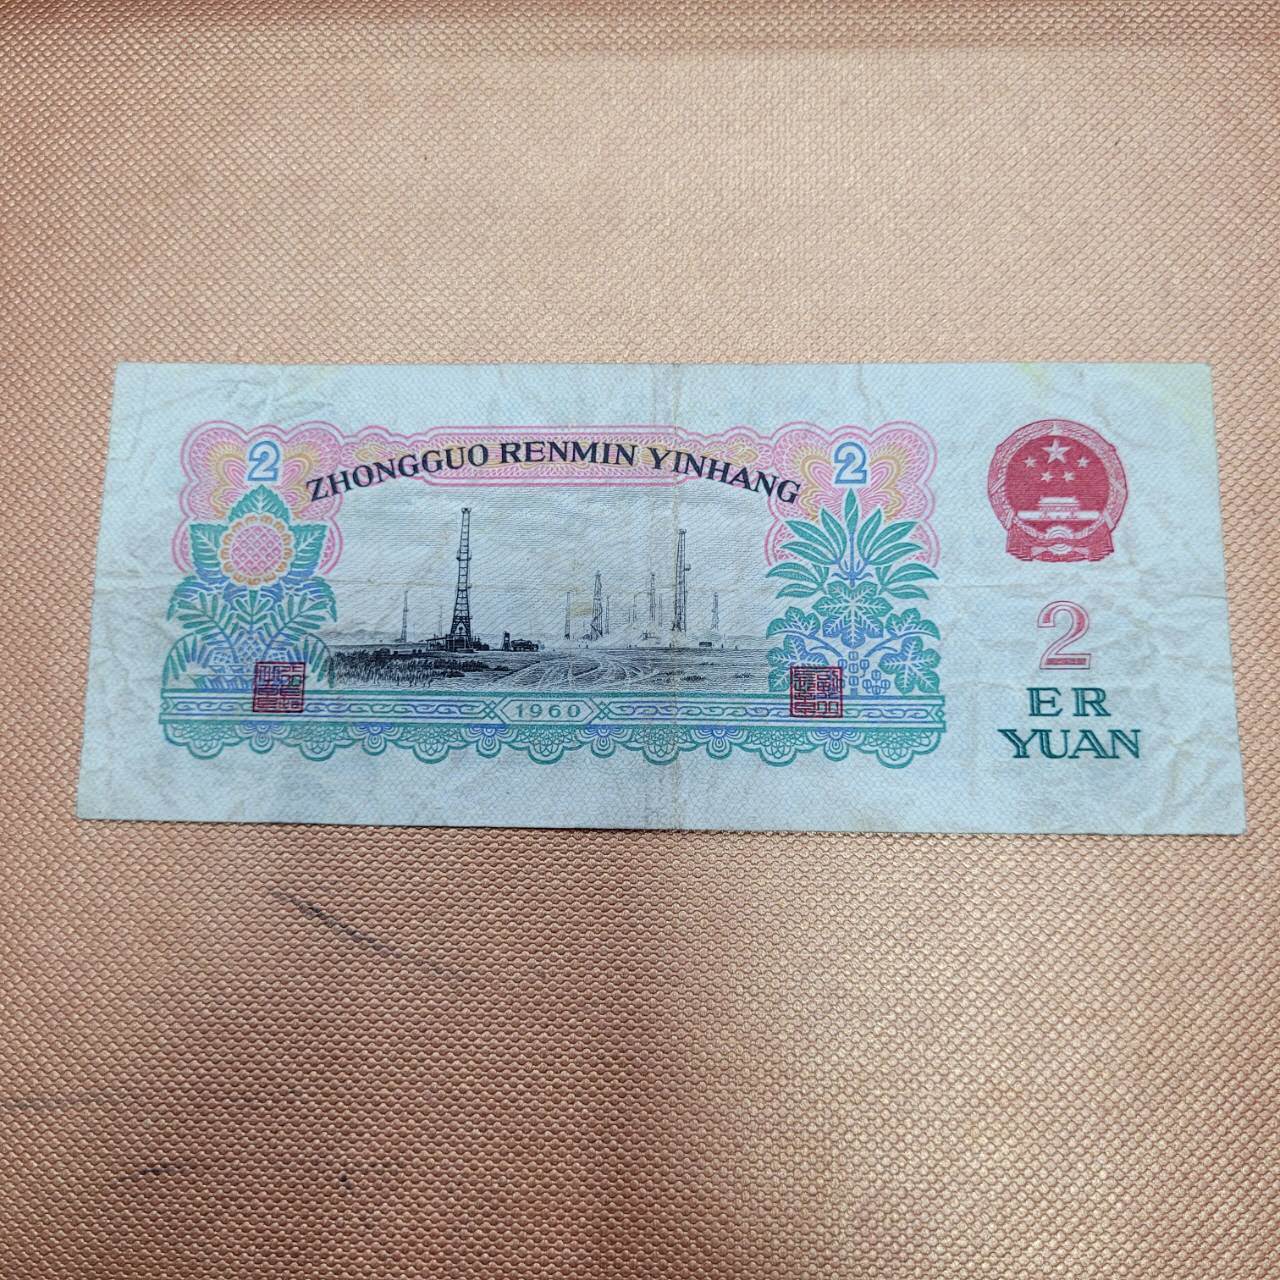 2
ZHONGGUO RENMIN YINHANG
2
1960
2
ER
YUAN